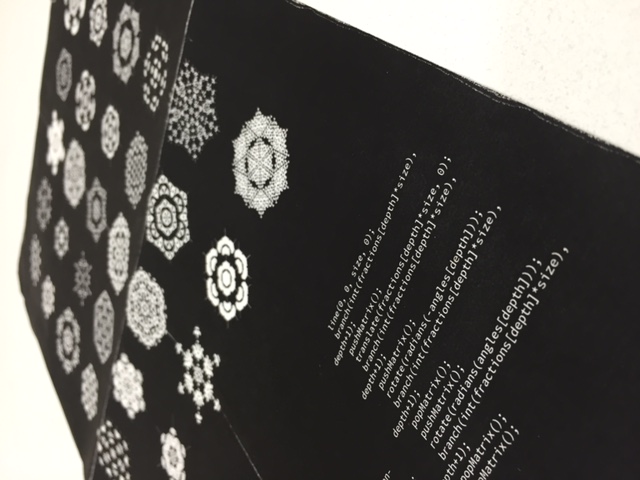 line(0, 0, size, 0);
branch(int(fractions[depth]*size),
depth+1);
pushMatrix();
translate(fractions[depth]*size, 0);
branch(int(fractions[depth]*size),
depth+1);
pushMatrix();
rotate(radians(-angles[depth]));
branch(int(fractions[depth]*size),
depth+1);
popMatrix();
pushMatrix();
rotate(radians(angles[depth]));
branch(int(fractions[depth]*size),
depth+1);
popMatrix();
popMatrix();